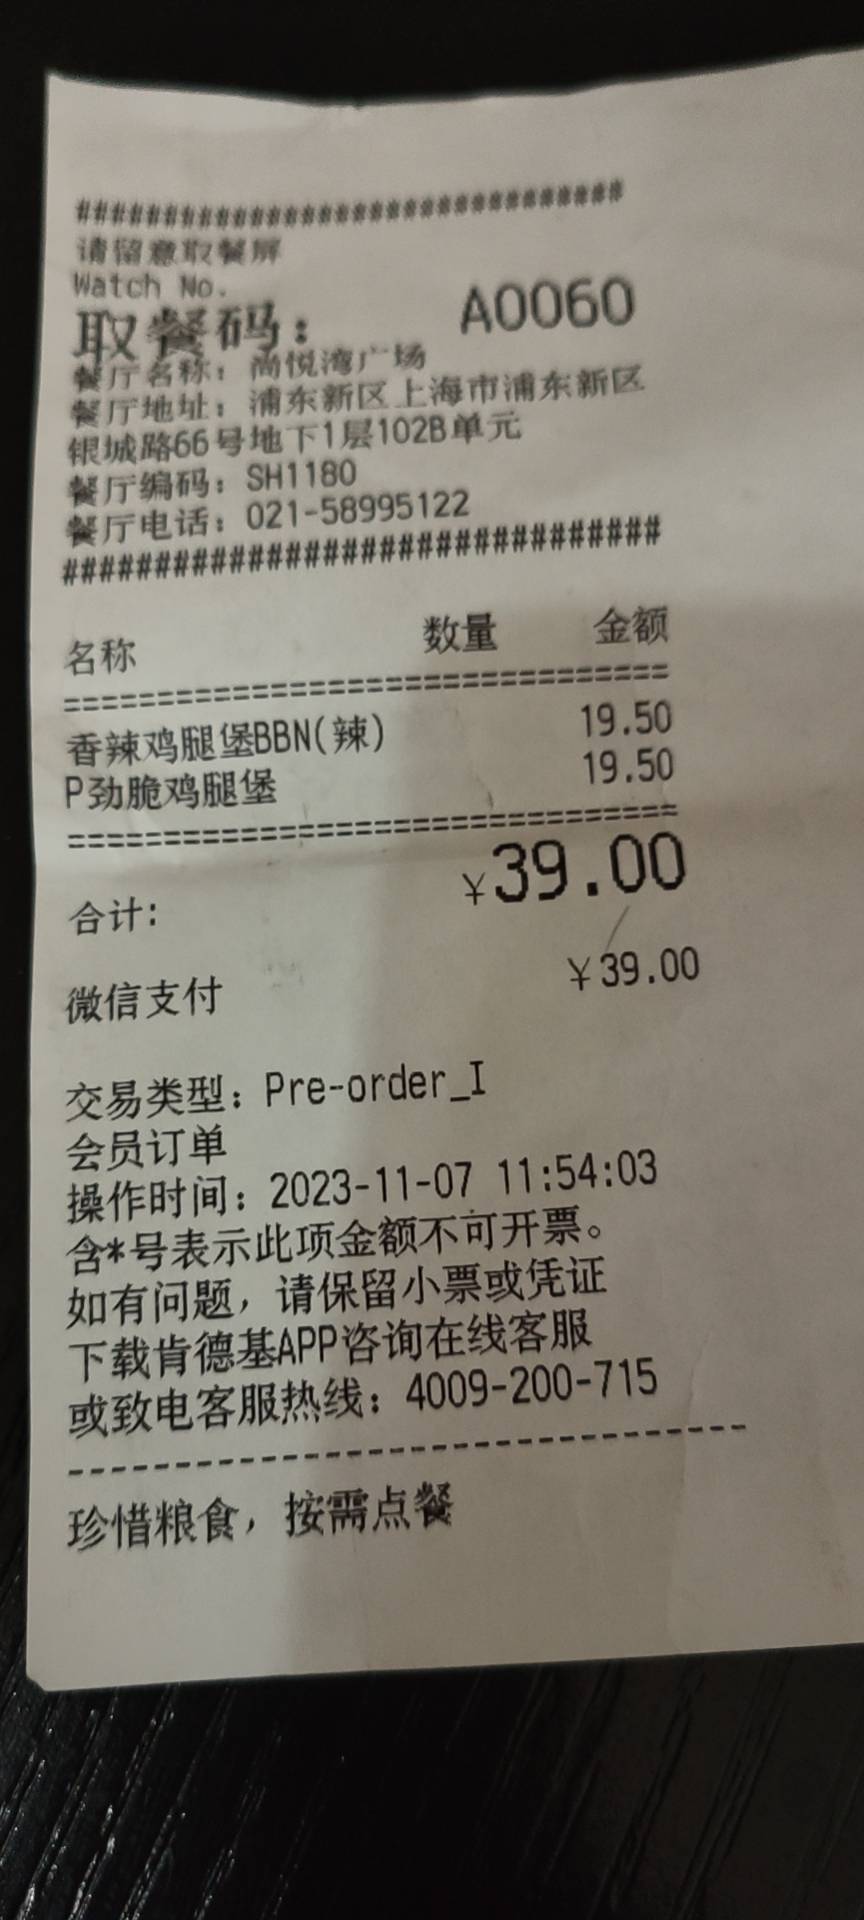 ###############################
请留意取餐屏
Watch No.
取餐码: A0060
餐厅名称: 尚悦湾广场
餐厅地址: 浦东新区上海市浦东新区
银城路66号地下1层102B单元
餐厅编码: SH1180
餐厅电话: 021-58995122
################################
名称 数量 金额
================================
香辣鸡腿堡BBN(辣) 19.50
P劲脆鸡腿堡 19.50
================================
合计: ¥39.00
微信支付 ¥39.00
交易类型: Pre-order_I
会员订单
操作时间: 2023-11-07 11:54:03
含*号表示此项金额不可开票。
如有问题, 请保留小票或凭证
下载肯德基APP咨询在线客服
或致电客服热线: 4009-200-715
--------------------------------
珍惜粮食, 按需点餐